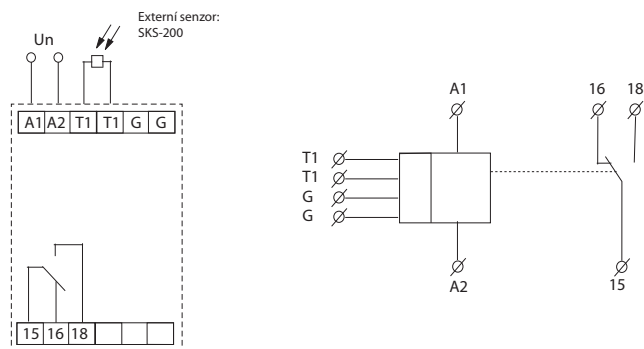 Externí senzor:
SKS-200
Un
A1 A2 T1 T1 G G
15 16 18
A1
16 18
T1
T1
G
G
A2
15